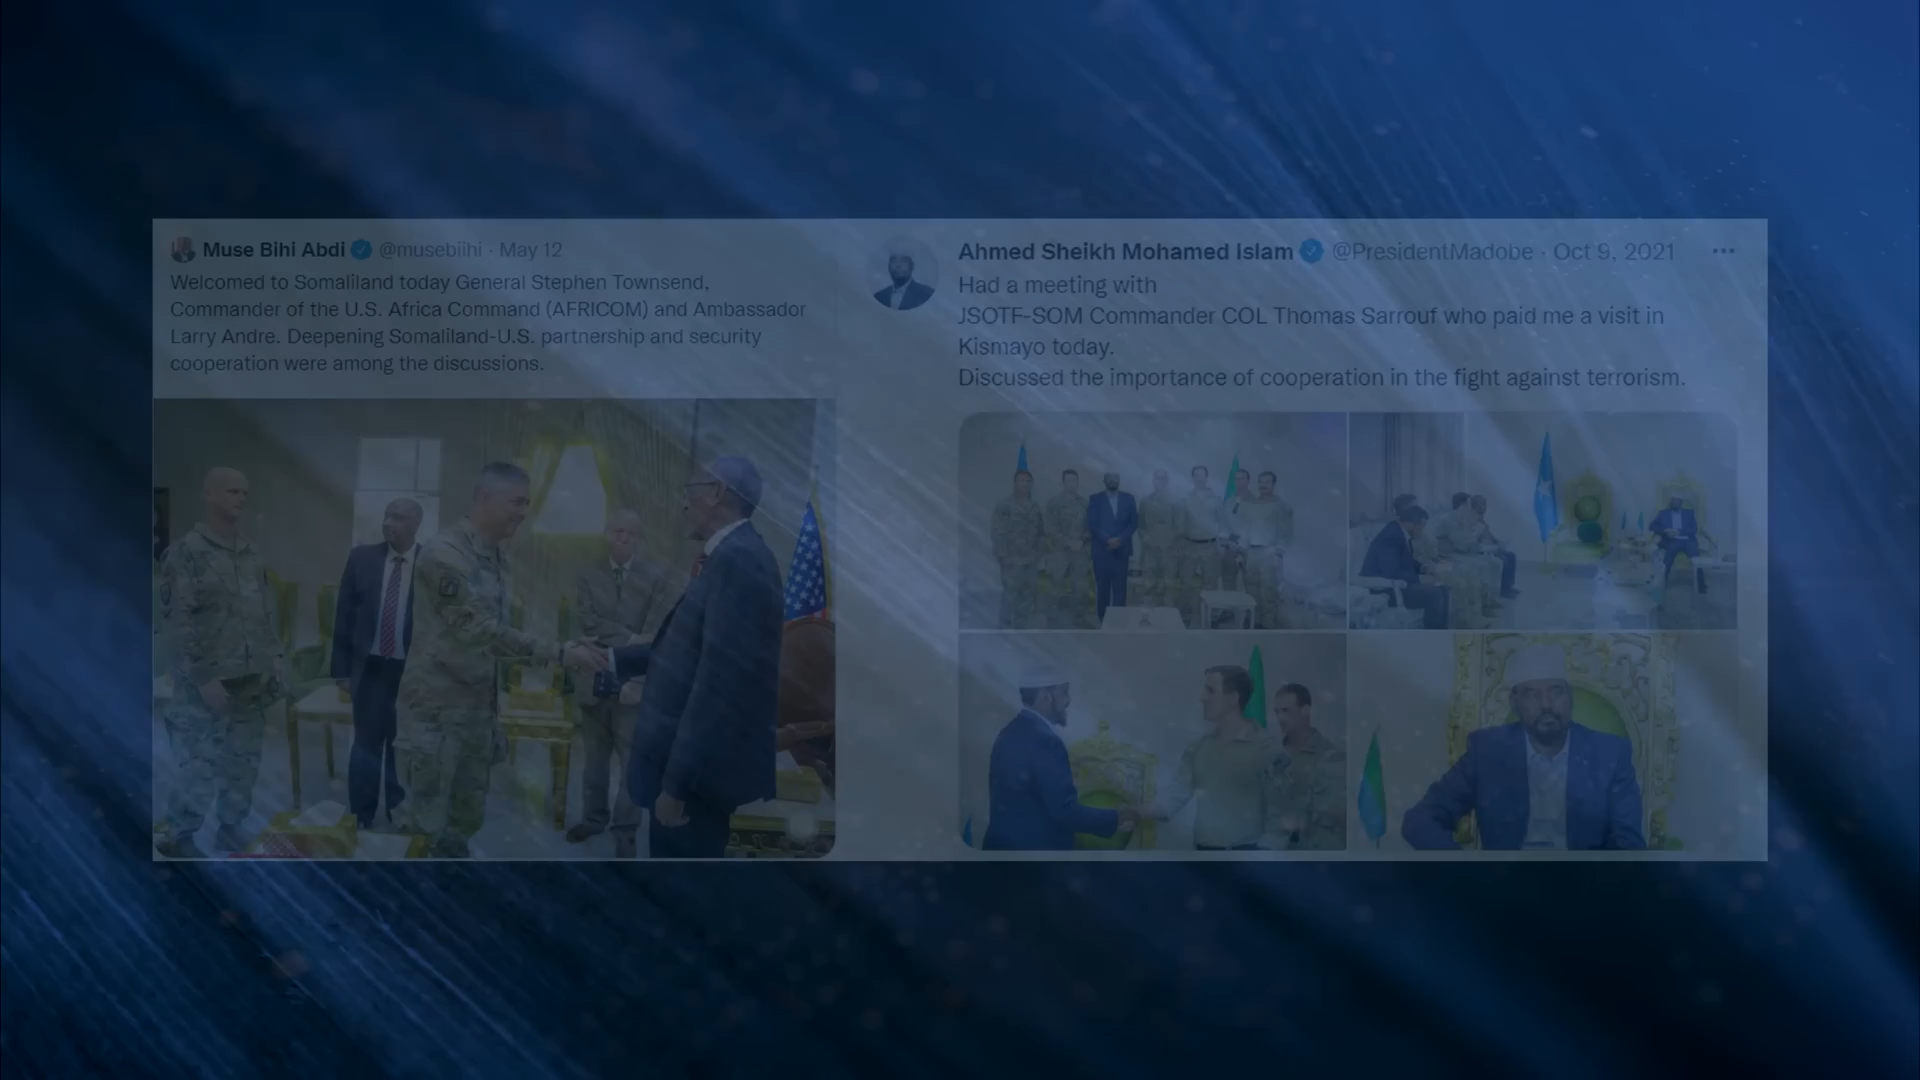 Muse Bihi Abdi @musebiihi · May 12
Welcomed to Somaliland today General Stephen Townsend,
Commander of the U.S. Africa Command (AFRICOM) and Ambassador
Larry Andre. Deepening Somaliland-U.S. partnership and security
cooperation were among the discussions.
Ahmed Sheikh Mohamed Islam @PresidentMadobe · Oct 9, 2021
Had a meeting with
JSOTF-SOM Commander COL Thomas Sarrouf who paid me a visit in
Kismayo today.
Discussed the importance of cooperation in the fight against terrorism.